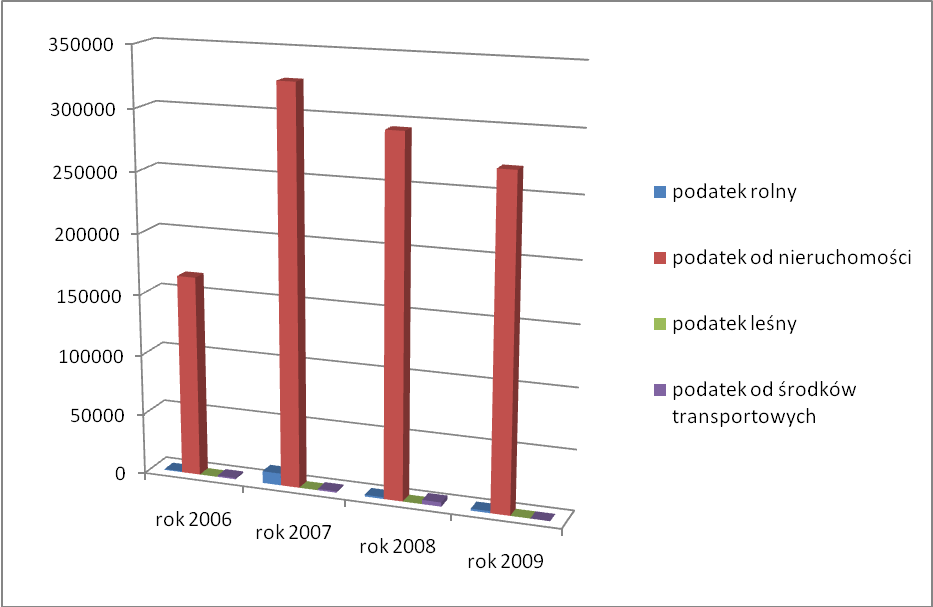 350000
300000
250000
200000
150000
100000
50000
0
rok 2006
rok 2007
rok 2008
rok 2009
podatek rolny
podatek od nieruchomości
podatek leśny
podatek od środków
transportowych